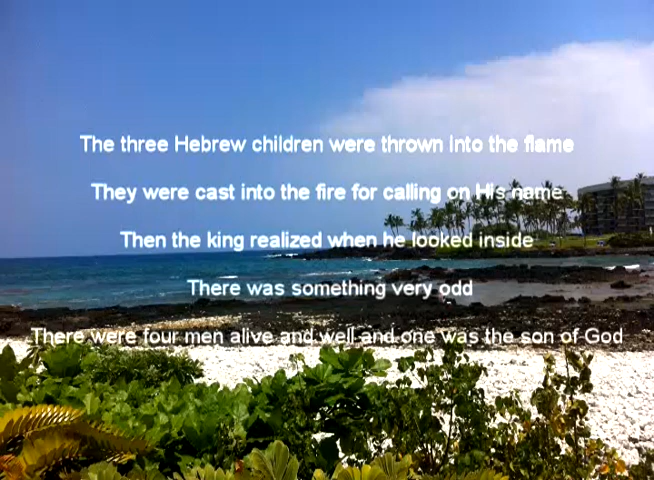 The three Hebrew children were thrown into the flame
They were cast into the fire for calling on His name
Then the king realized when he looked inside
There was something very odd
There were four men alive and well and one was the son of God